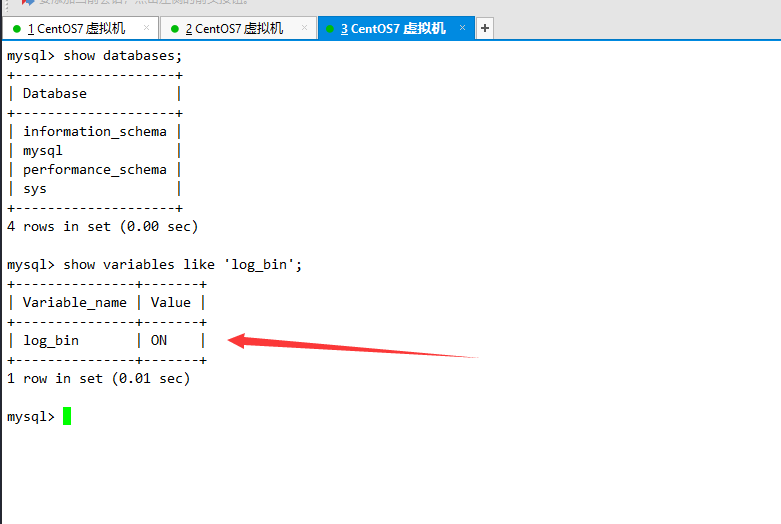 1 CentOS7 虚拟机 × 2 CentOS7 虚拟机 × 3 CentOS7 虚拟机 × +
mysql> show databases;
+--------------------+
| Database           |
+--------------------+
| information_schema |
| mysql              |
| performance_schema |
| sys                |
+--------------------+
4 rows in set (0.00 sec)
mysql> show variables like 'log_bin';
+---------------+-------+
| Variable_name | Value |
+---------------+-------+
| log_bin       | ON    |
+---------------+-------+
1 row in set (0.01 sec)
mysql>